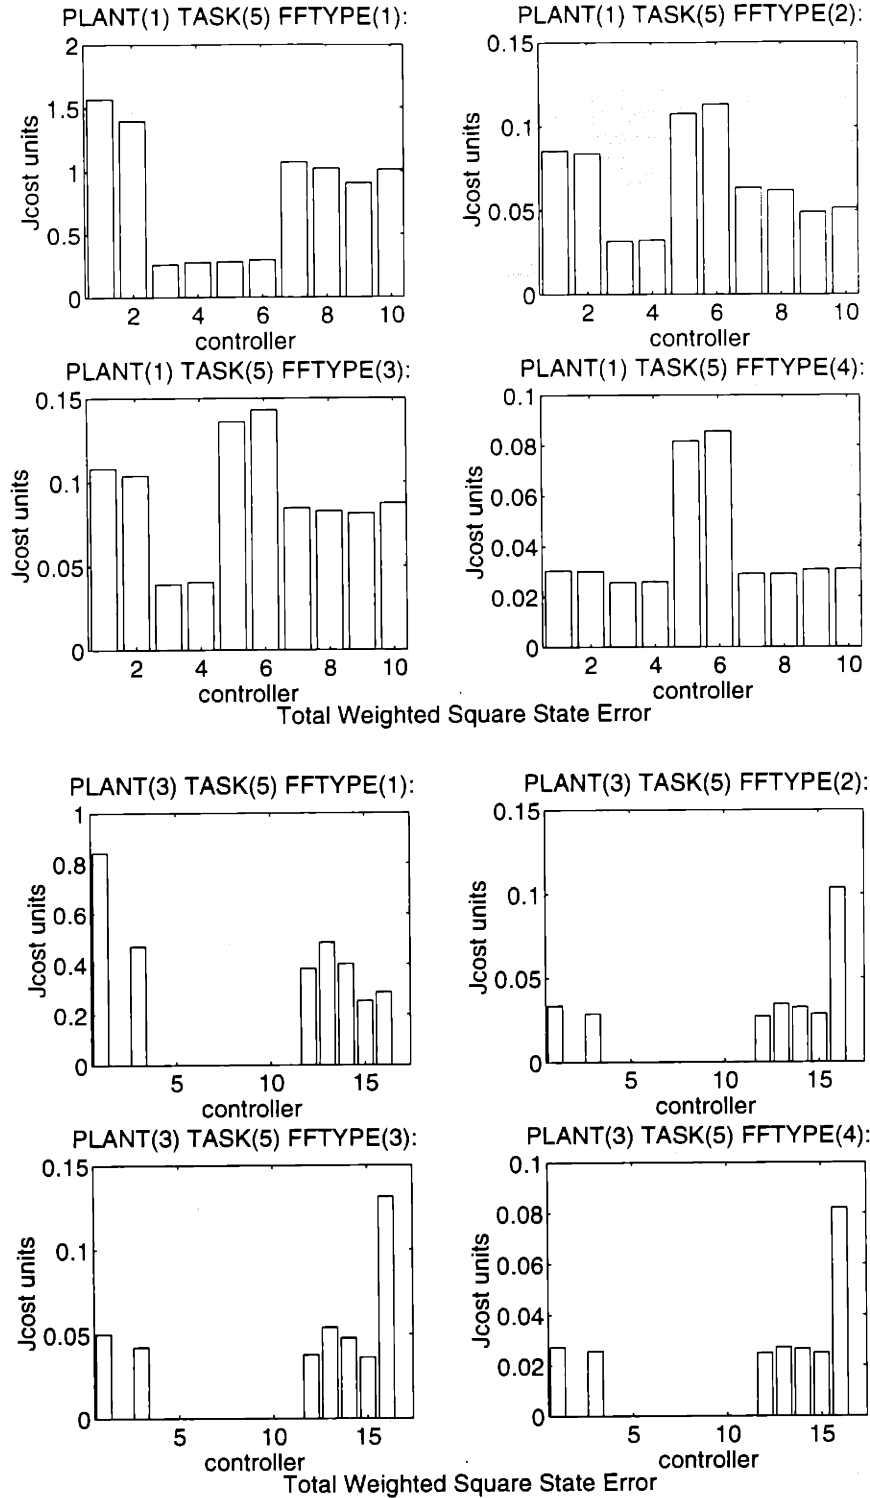 PLANT(1) TASK(5) FFTYPE(1):
2
1.5
1
0.5
0
Jcost units
2 4 6 8 10
controller
PLANT(1) TASK(5) FFTYPE(2):
0.15
0.1
0.05
0
Jcost units
2 4 6 8 10
controller
PLANT(1) TASK(5) FFTYPE(3):
0.15
0.1
0.05
0
Jcost units
2 4 6 8 10
controller
PLANT(1) TASK(5) FFTYPE(4):
0.1
0.08
0.06
0.04
0.02
0
Jcost units
2 4 6 8 10
controller
Total Weighted Square State Error
PLANT(3) TASK(5) FFTYPE(1):
1
0.8
0.6
0.4
0.2
0
Jcost units
5 10 15
controller
PLANT(3) TASK(5) FFTYPE(2):
0.15
0.1
0.05
0
Jcost units
5 10 15
controller
PLANT(3) TASK(5) FFTYPE(3):
0.15
0.1
0.05
0
Jcost units
5 10 15
controller
PLANT(3) TASK(5) FFTYPE(4):
0.1
0.08
0.06
0.04
0.02
0
Jcost units
5 10 15
controller
Total Weighted Square State Error